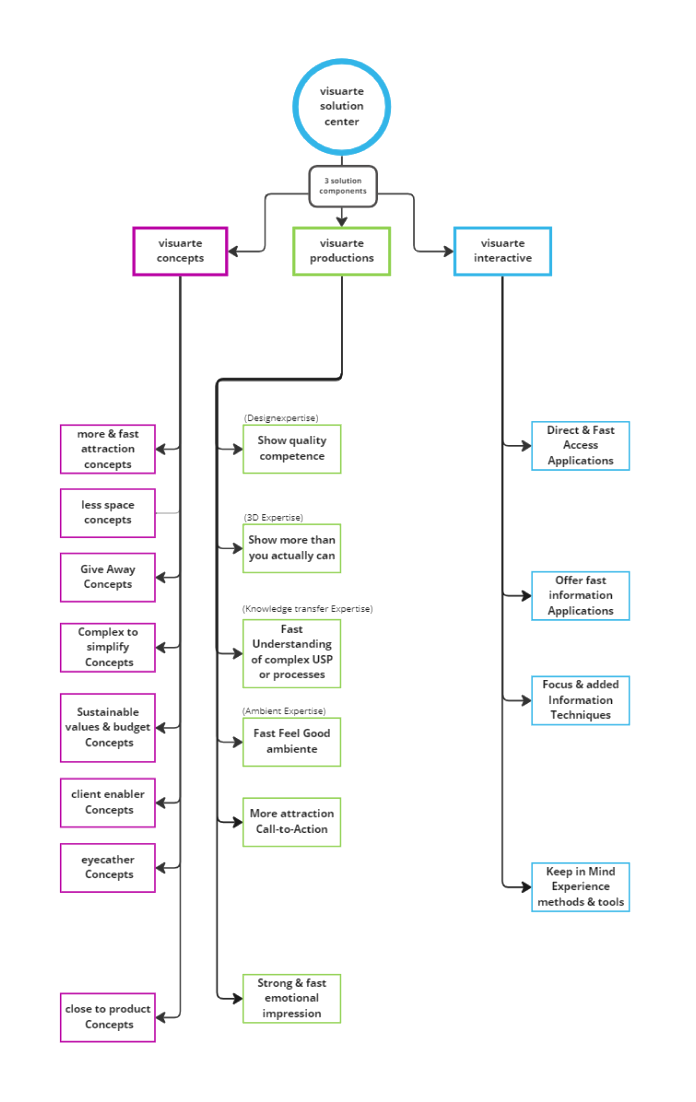 visuarte
solution
center
3 solution
components
visuarte
concepts
visuarte
productions
visuarte
interactive
more & fast
attraction
concepts
less space
concepts
Give Away
Concepts
Complex to
simplify
Concepts
Sustainable
values & budget
Concepts
client enabler
Concepts
eyecather
Concepts
close to product
Concepts
(Designexpertise)
Show quality
competence
(3D Expertise)
Show more than
you actually can
(Knowledge transfer Expertise)
Fast
Understanding
of complex USP
or processes
(Ambient Expertise)
Fast Feel Good
ambiente
More attraction
Call-to-Action
Strong & fast
emotional
impression
Direct & Fast
Access
Applications
Offer fast
information
Applications
Focus & added
Information
Techniques
Keep in Mind
Experience
methods & tools